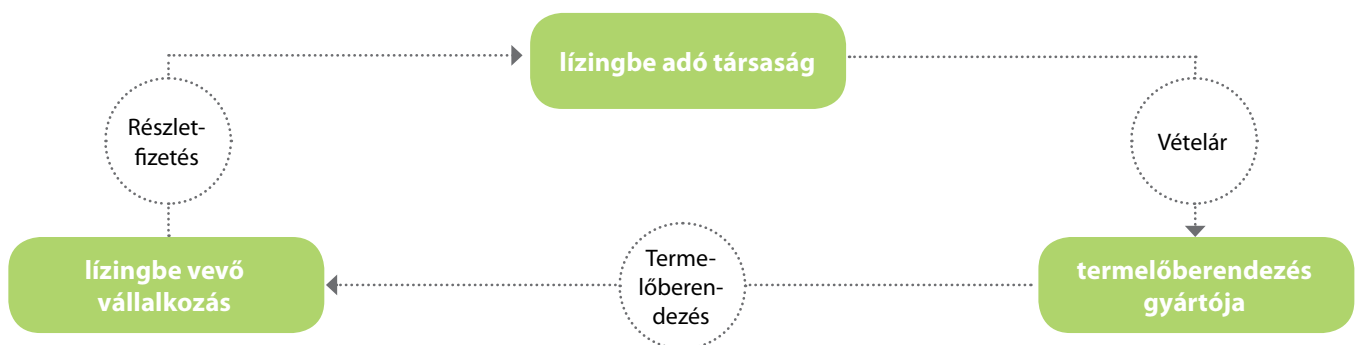 lízingbe adó társaság
Részlet-
fizetés
Vételár
lízingbe vevő
vállalkozás
Terme-
lőberen-
dezés
termelőberendezés
gyártója